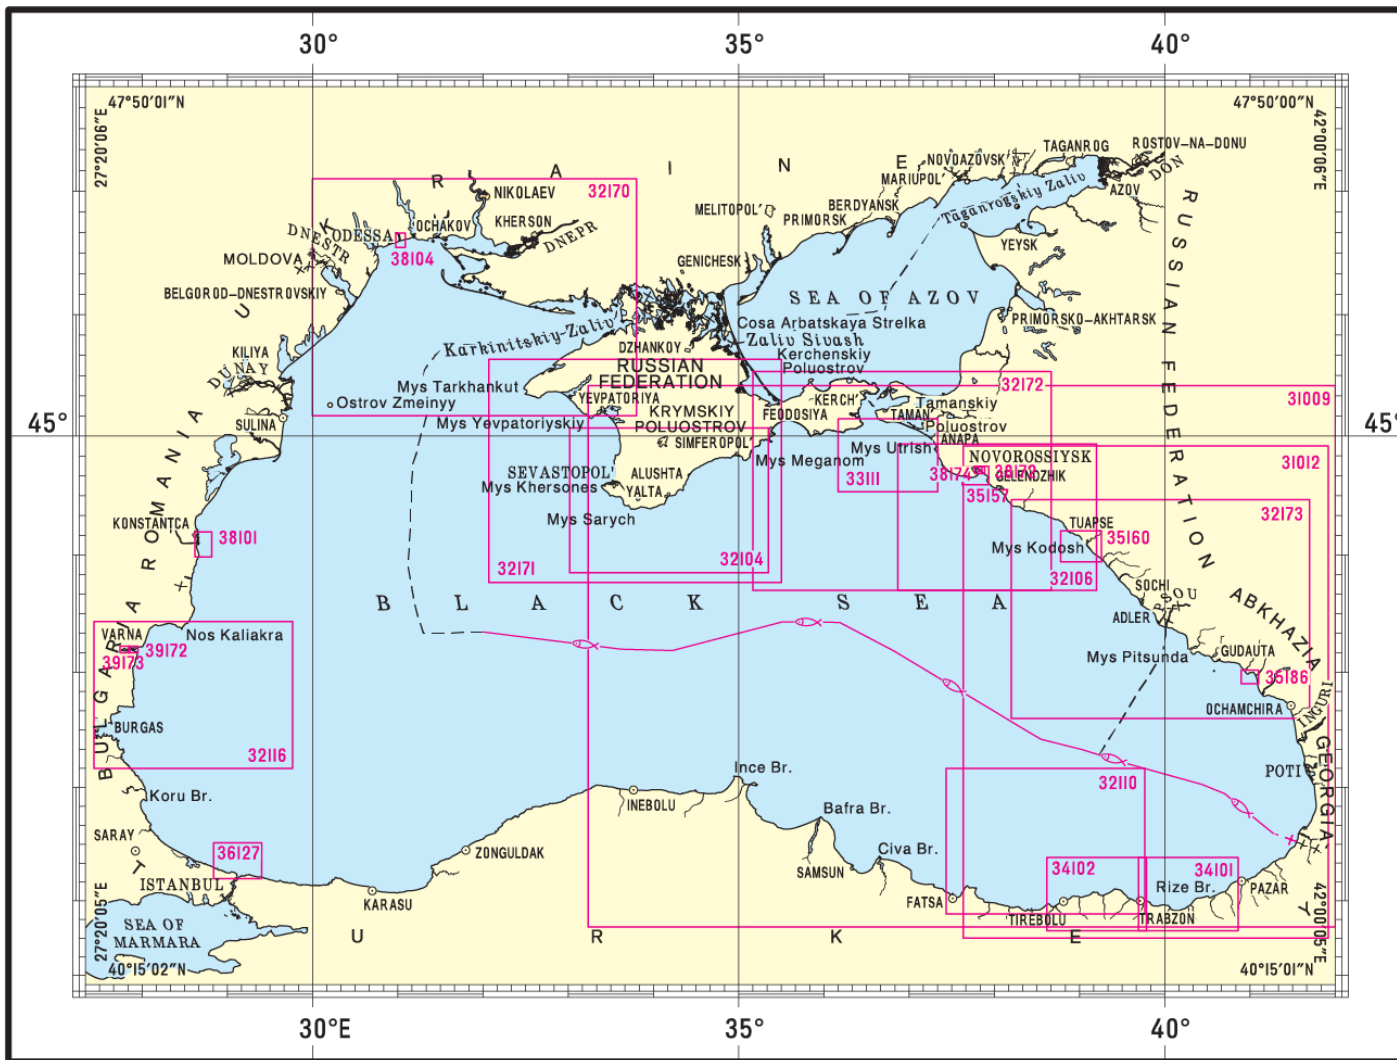 30°
35°
40°
47°50′01″N
47°50′00″N
27°20′06″E
42°00′06″E
U K R A I N E
TAGANROG
ROSTOV-NA-DONU
DON
AZOV
NOVOAZOVSK
MARIUPOL'
Taganrogskiy Zaliv
BERDYANSK
PRIMORSK
MELITOPOL'
YEYSK
GENICHESK
32170
NIKOLAEV
KHERSON
OCHAKOV
DNEPR
ODESSA
DNESTR
38104
MOLDOVA
BELGOROD-DNESTROVSKIY
SEA OF AZOV
PRIMORSKO-AKHTARSK
Cosa Arbatskaya Strelka
Zaliv Sivash
Kerchenskiy
Poluostrov
Karkinitskiy-Zaliv
DZHANKOY
RUSSIAN
FEDERATION
KILIYA
DUNAY
Mys Tarkhankut
Ostrov Zmeinyy
SULINA
YEVPATORIYA
KRYMSKIY
POLUOSTROV
SIMFEROPOL'
Mys Yevpatoriyskiy
FEODOSIYA
KERCH'
TAMAN'
Tamanskiy
Poluostrov
ANAPA
32172
31009
RUSSIAN FEDERATION
45°
45°
Mys Utrish
Mys Meganom
33111
NOVOROSSIYSK
38174
38172
GELENDZHIK
35157
31012
32173
SEVASTOPOL'
Mys Khersones
ALUSHTA
YALTA
Mys Sarych
32104
32171
TUAPSE
35160
Mys Kodosh
32106
ROMANIA
KONSTANTCA
38101
BLACK SEA
SOCHI
PSOU
ADLER
ABKHAZIA
GUDAUTA
Mys Pitsunda
35186
OCHAMCHIRA
INGURI
GEORGIA
POTI
VARNA
Nos Kaliakra
39172
39173
BULGARIA
BURGAS
32116
Koru Br.
SARAY
36127
ISTANBUL
SEA OF
MARMARA
KARASU
ZONGULDAK
INEBOLU
Ince Br.
Bafra Br.
Civa Br.
SAMSUN
FATSA
32110
34102
34101
TIREBOLU
TRABZON
Rize Br.
PAZAR
T U R K E Y
27°20′05″E
42°00′05″E
40°15′02″N
40°15′01″N
30°E
35°
40°